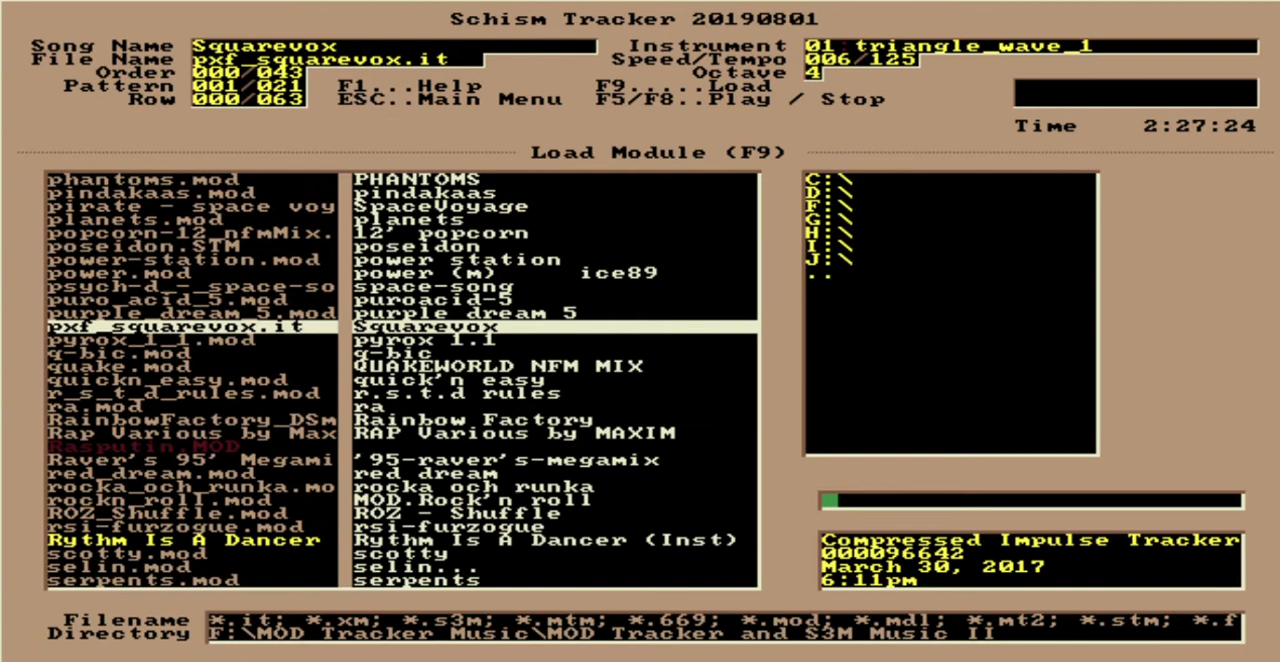 Schism Tracker 20190801
Song Name Squarevox
File Name pxf_squarevox.it
Order 000/043
Pattern 001/021
Row 000/063
F1...Help F9.....Load
ESC..Main Menu F5/F8..Play / Stop
Instrument 01:triangle_wave_1
Speed/Tempo 006/125
Octave 4
Time 2:27:24
Load Module (F9)
phantoms.mod PHANTOMS
pindakaas.mod pindakaas
pirate - space voy SpaceVoyage
planets.mod planets
popcorn-12_nfmMix. 12' popcorn
poseidon.STM poseidon
power-station.mod power station
power.mod power (m) ice89
psych-d_-_space-so space-song
puro_acid_5.mod puroacid-5
purple_dream_5.mod purple dream 5
pxf_squarevox.it Squarevox
pyrox_1_1.mod pyrox 1.1
q-bic.mod q-bic
quake.mod QUAKEWORLD NFM MIX
quickn_easy.mod quick'n easy
r_s_t_d_rules.mod r.s.t.d rules
ra.mod ra
RainbowFactory_DSm Rainbow Factory
Rap Various by Max RAP Various by MAXIM
Rasputin.MOD
Raver's 95' Megami '95-raver's-megamix
red_dream.mod red dream
rocka_och_runka.mo rocka och runka
rockn_roll.mod MOD.Rock'n roll
ROZ_Shuffle.mod ROZ - Shuffle
rsi-furzogue.mod rsi-furzogue
Rythm Is A Dancer Rythm Is A Dancer (Inst)
scotty.mod scotty
selin.mod selin...
serpents.mod serpents
C:\
D:\
F:\
G:\
H:\
I:\
J:\
..
Compressed Impulse Tracker
000096642
March 30, 2017
6:11pm
Filename *.it; *.xm; *.s3m; *.mtm; *.669; *.mod; *.mdl; *.mt2; *.stm; *.f
Directory F:\MOD Tracker Music\MOD Tracker and S3M Music II